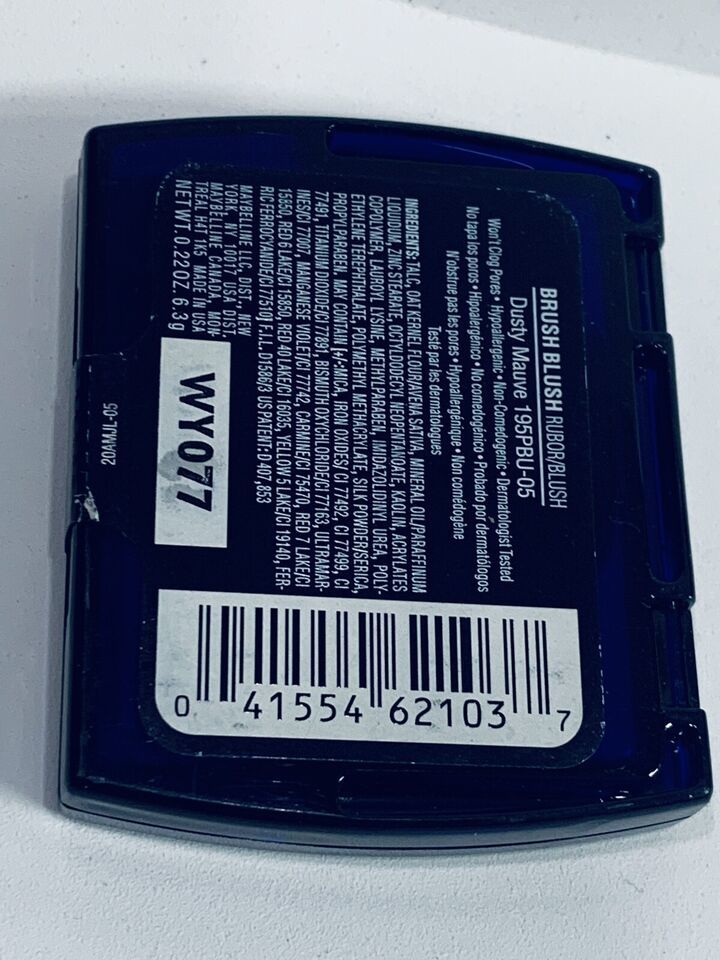 BRUSH BLUSH RUBOR/BLUSH
Dusty Mauve 195PBU-05
Won't Clog Pores • Hypoallergenic • Non-Comedogenic • Dermatologist Tested
No tapa los poros • Hipoalergénico • No comedogénico • Probado por dermatólogos
N'obstrue pas les pores • Hypoallergénique • Non comédogène
Testé par les Dermatologues
INGREDIENTS: TALC, OAT KERNEL FLOUR/AVENA SATIVA, MINERAL OIL/PARAFFINUM
LIQUIDUM, ZINC STEARATE, OCTYLDODECYL NEOPENTANOATE, KAOLIN, ACRYLATES
COPOLYMER, LAUROYL LYSINE, METHYLPARABEN, IMIDAZOLIDINYL UREA, POLY-
ETHYLENE TEREPHTHALATE, POLYMETHYL METHACRYLATE, SILK POWDER/SERICA,
PROPYLPARABEN. MAY CONTAIN [+/-:MICA, IRON OXIDES/ CI 77492, CI 77499, CI
77491, TITANIUM DIOXIDE/CI 77891, BISMUTH OXYCHLORIDE/CI 77163, ULTRAMAR-
INES/CI 77007, MANGANESE VIOLET/CI 77742, CARMINE/CI 75470, RED 7 LAKE/CI
15850, RED 6 LAKE/CI 15850, RED 40 LAKE/CI 16035, YELLOW 5 LAKE/CI 19140, FER-
RIC FERROCYANIDE/CI 77510] F.I.L. D15863/3 US PATENT: D 407, 853
MAYBELLINE LLC, DIST., NEW
YORK, NY 10017 USA DIST.
MAYBELLINE CANADA, MON-
TREAL H4T 1K5 MADE IN USA
NET WT. 0.22 OZ. 6.3g
WY077
20AM1L-05
0 41554 62103 7